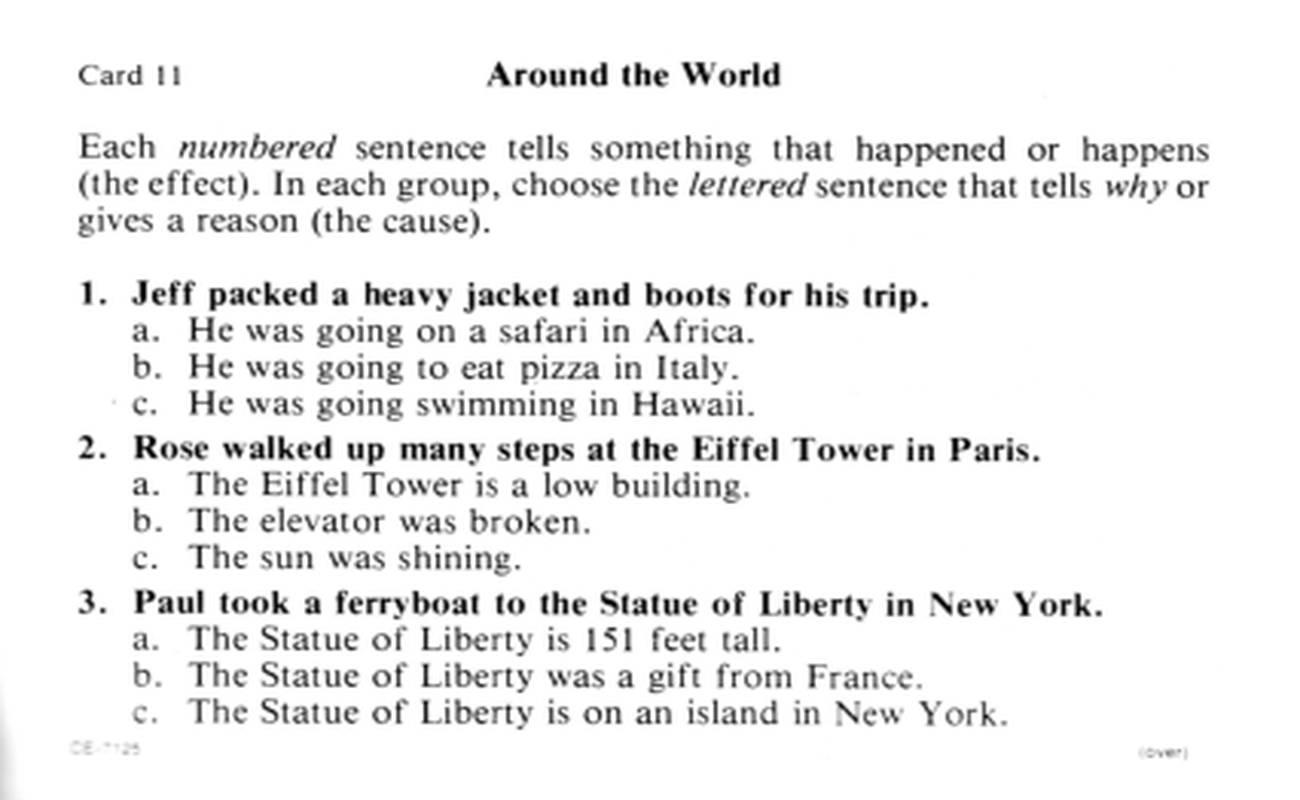 Card 11
Around the World
Each numbered sentence tells something that happened or happens
(the effect). In each group, choose the lettered sentence that tells why or
gives a reason (the cause).
1. Jeff packed a heavy jacket and boots for his trip.
a. He was going on a safari in Africa.
b. He was going to eat pizza in Italy.
c. He was going swimming in Hawaii.
2. Rose walked up many steps at the Eiffel Tower in Paris.
a. The Eiffel Tower is a low building.
b. The elevator was broken.
c. The sun was shining.
3. Paul took a ferryboat to the Statue of Liberty in New York.
a. The Statue of Liberty is 151 feet tall.
b. The Statue of Liberty was a gift from France.
c. The Statue of Liberty is on an island in New York.
(over)